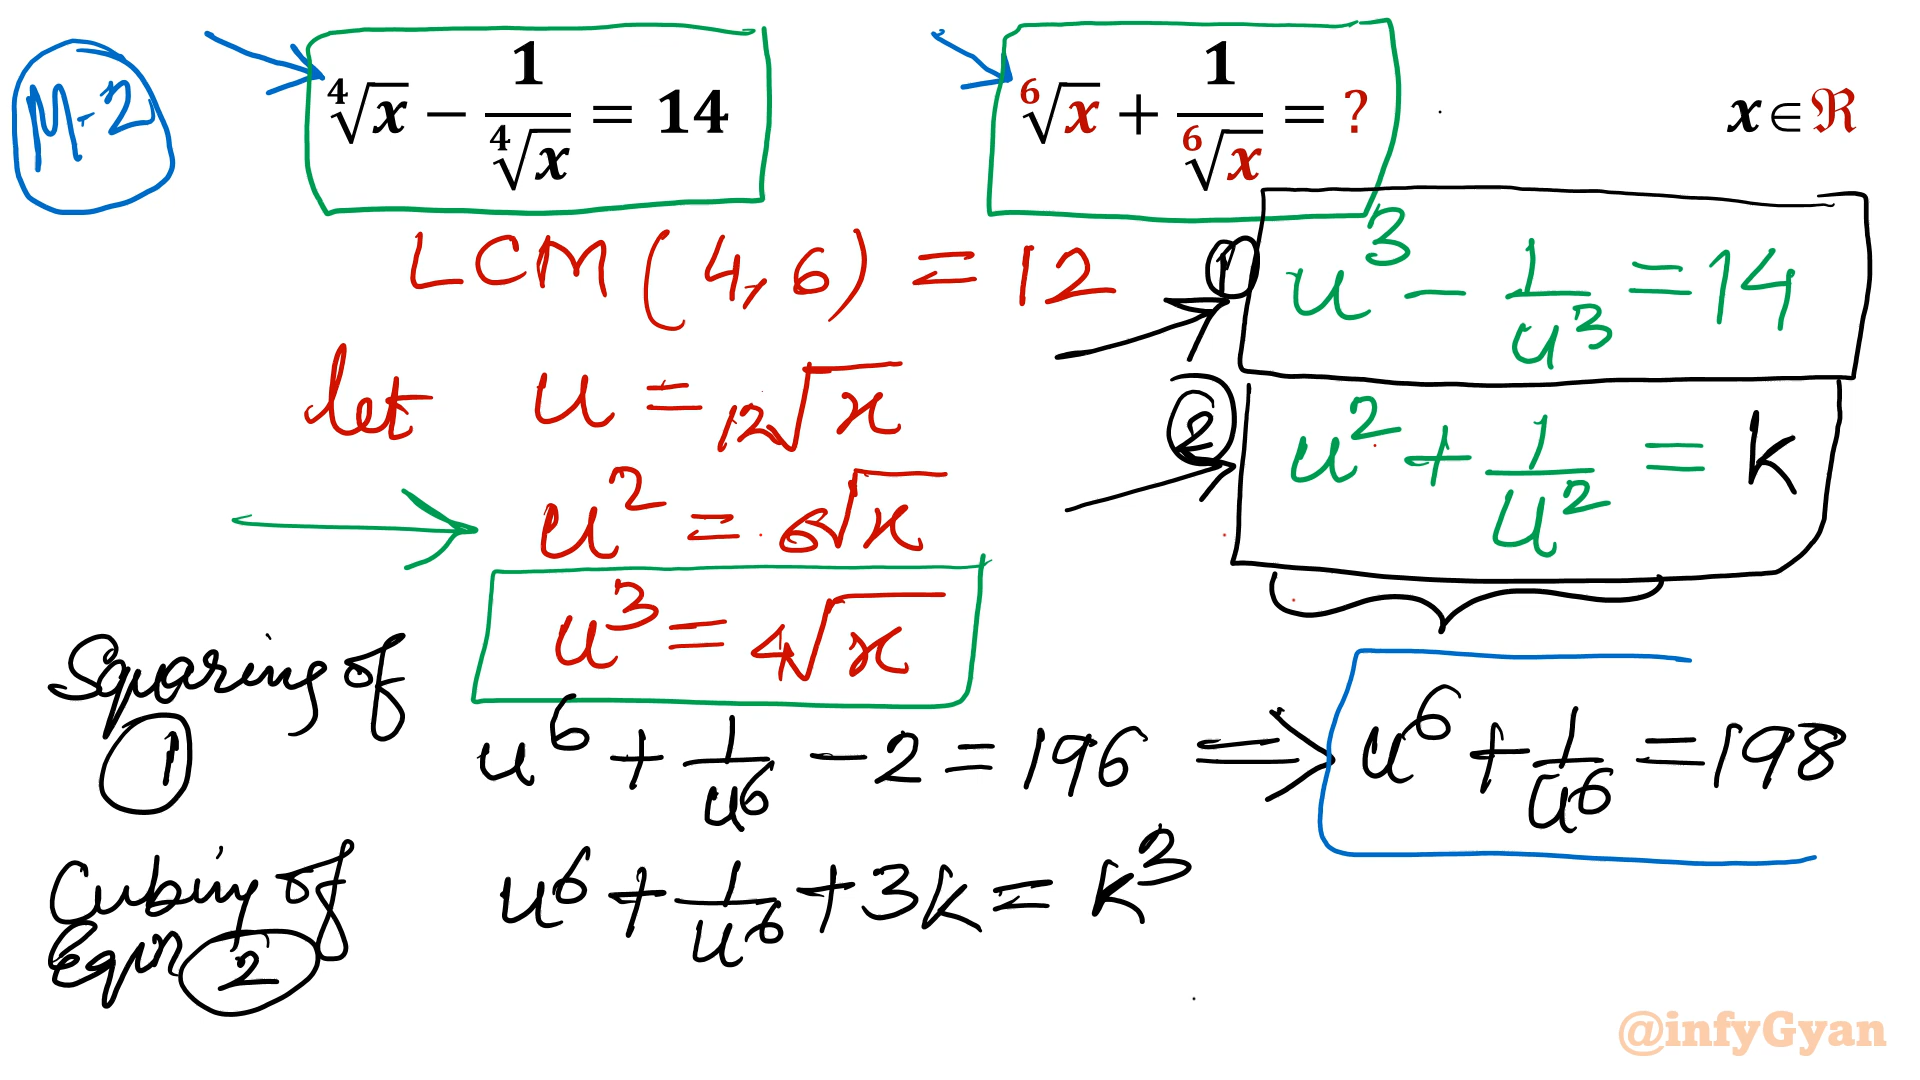 M-2
⁴√x − 1/⁴√x = 14
⁶√x + 1/⁶√x = ?
x ∈ ℜ
LCM (4, 6) = 12
① u³ − 1/u³ = 14
let u = ¹²√x
② u² + 1/u² = k
u² = ⁶√x
u³ = ⁴√x
Squaring of ①
u⁶ + 1/u⁶ − 2 = 196 ⇒ u⁶ + 1/u⁶ = 198
Cubing of Eqn ②
u⁶ + 1/u⁶ + 3k = k³
@infyGyan